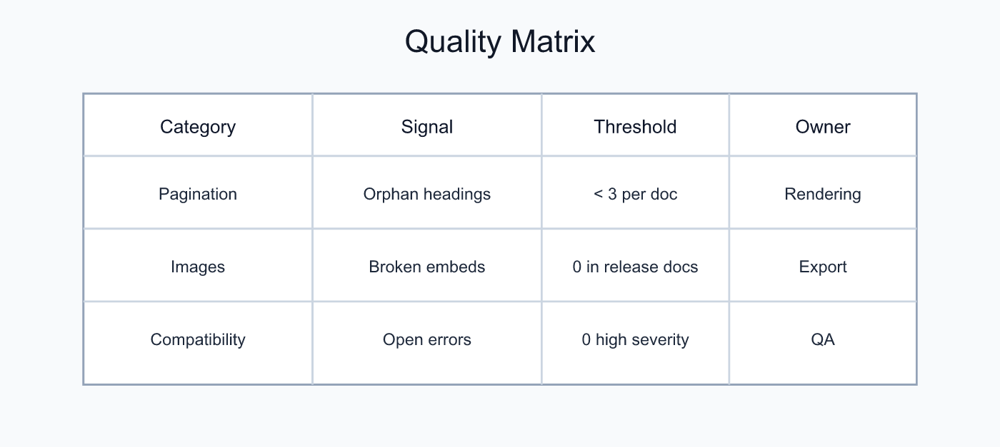 Quality Matrix
Category Signal Threshold Owner
Pagination Orphan headings < 3 per doc Rendering
Images Broken embeds 0 in release docs Export
Compatibility Open errors 0 high severity QA